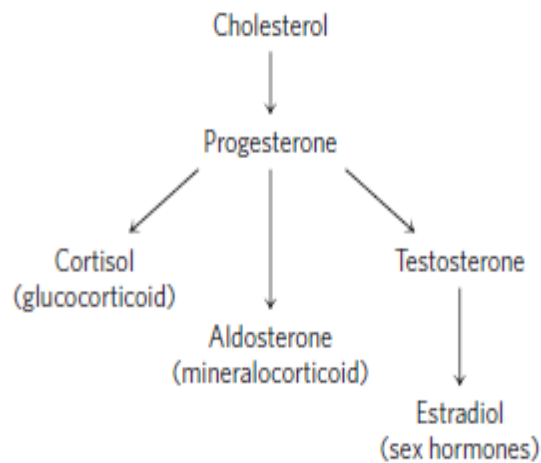 Cholesterol
Progesterone
Cortisol
(glucocorticoid)
Testosterone
Aldosterone
(mineralocorticoid)
Estradiol
(sex hormones)